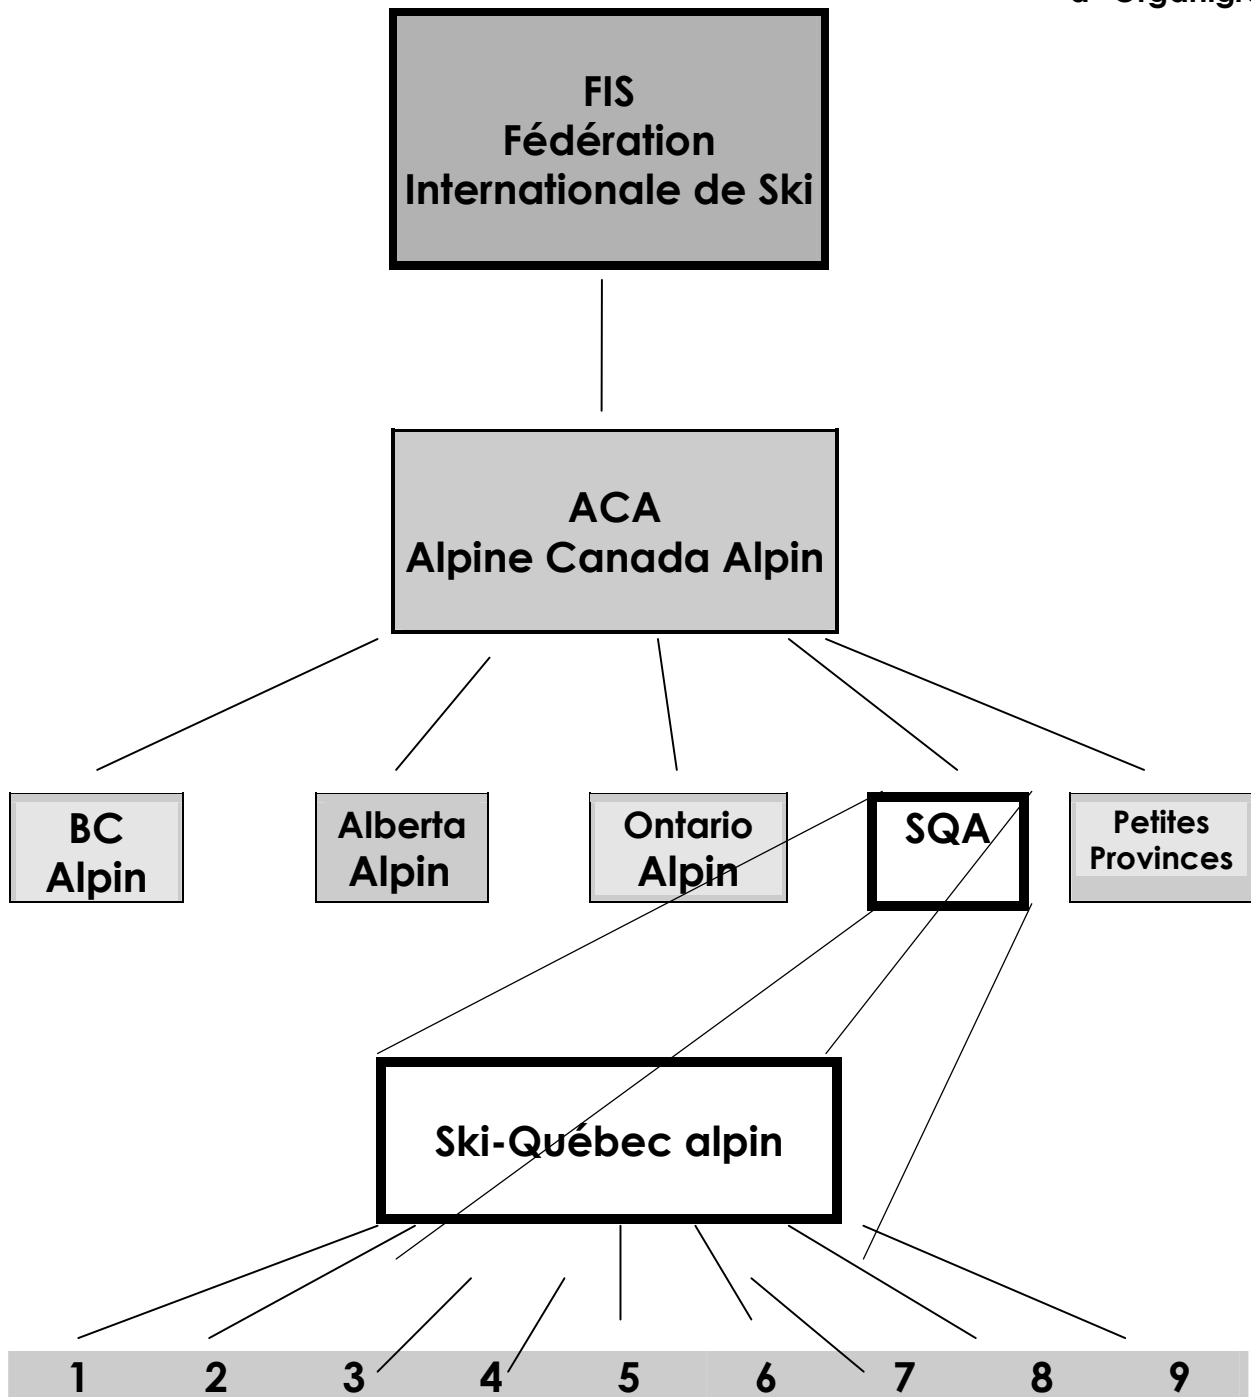 FIS
Fédération
Internationale de Ski
ACA
Alpine Canada Alpin
BC
Alpin
Alberta
Alpin
Ontario
Alpin
SQA
Petites
Provinces
Ski-Québec alpin
1 2 3 4 5 6 7 8 9